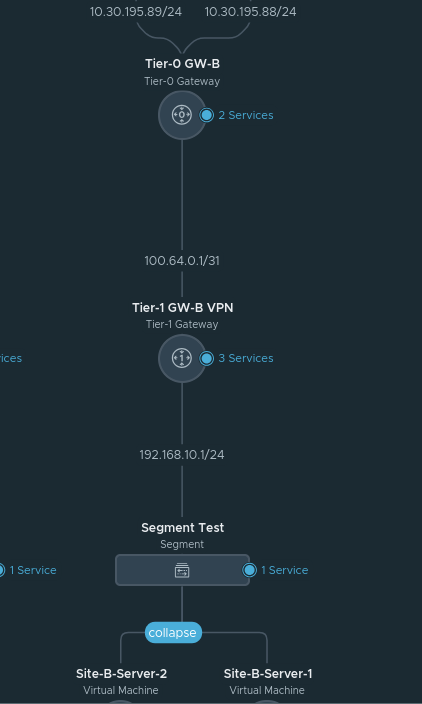 10.30.195.89/24 10.30.195.88/24
Tier-0 GW-B
Tier-0 Gateway
2 Services
100.64.0.1/31
Tier-1 GW-B VPN
Tier-1 Gateway
ices 3 Services
192.168.10.1/24
Segment Test
Segment
1 Service 1 Service
collapse
Site-B-Server-2 Site-B-Server-1
Virtual Machine Virtual Machine